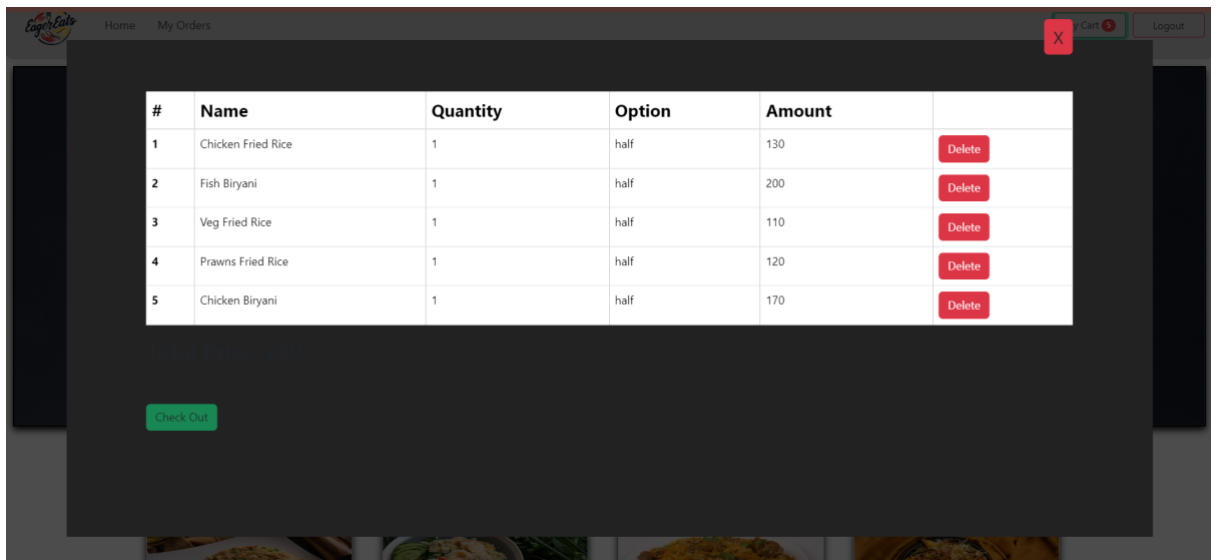 EagerEats Home My Orders y Cart 5 Logout
X
# Name Quantity Option Amount
1 Chicken Fried Rice 1 half 130 Delete
2 Fish Biryani 1 half 200 Delete
3 Veg Fried Rice 1 half 110 Delete
4 Prawns Fried Rice 1 half 120 Delete
5 Chicken Biryani 1 half 170 Delete
Check Out